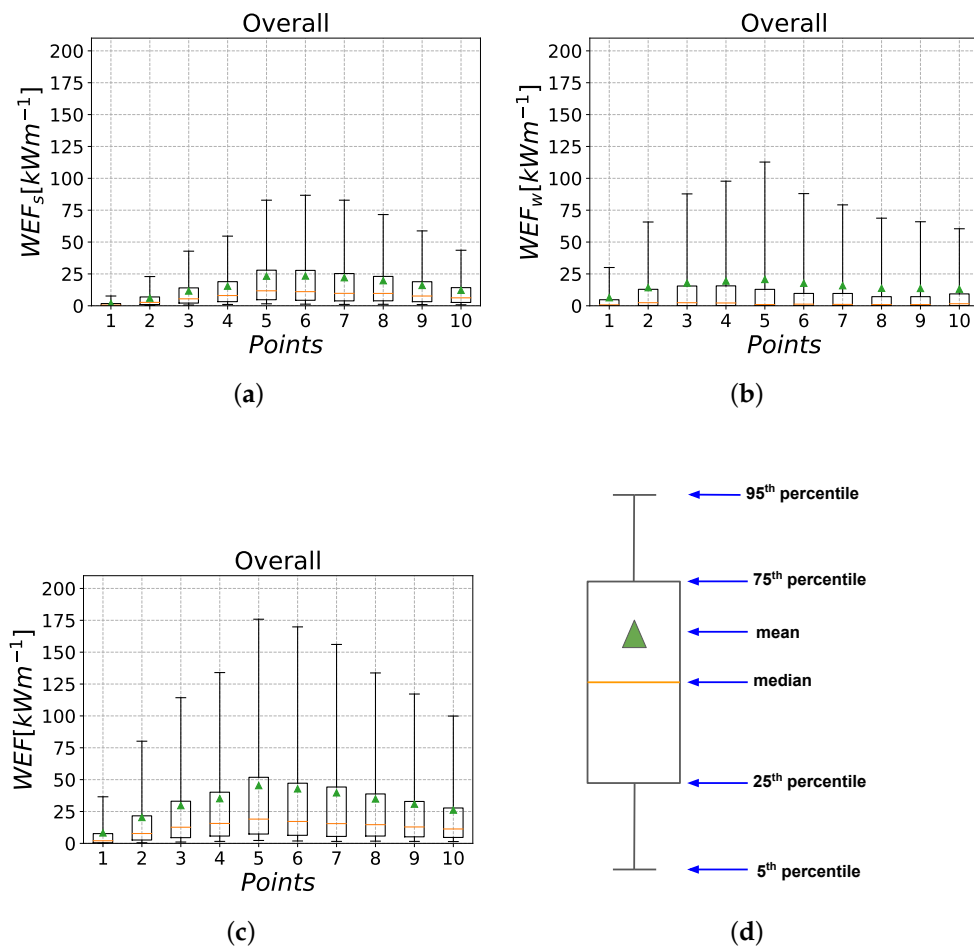 Overall
200
175
150
125
100
75
50
25
0
WEF_s[kWm⁻¹]
1 2 3 4 5 6 7 8 9 10
Points
(a)
Overall
200
175
150
125
100
75
50
25
0
WEF_w[kWm⁻¹]
1 2 3 4 5 6 7 8 9 10
Points
(b)
Overall
200
175
150
125
100
75
50
25
0
WEF[kWm⁻¹]
1 2 3 4 5 6 7 8 9 10
Points
(c)
95th percentile
75th percentile
mean
median
25th percentile
5th percentile
(d)